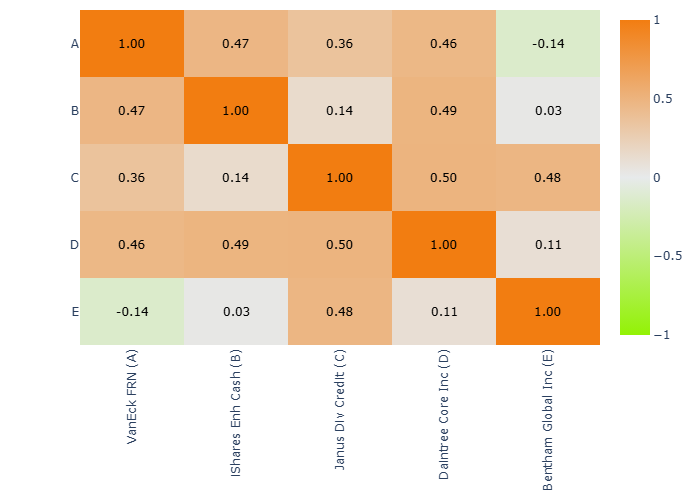 A 1.00 0.47 0.36 0.46 -0.14
B 0.47 1.00 0.14 0.49 0.03
C 0.36 0.14 1.00 0.50 0.48
D 0.46 0.49 0.50 1.00 0.11
E -0.14 0.03 0.48 0.11 1.00
VanEck FRN (A)
IShares Enh Cash (B)
Janus Div Credit (C)
Daintree Core Inc (D)
Bentham Global Inc (E)
1
0.5
0
−0.5
−1